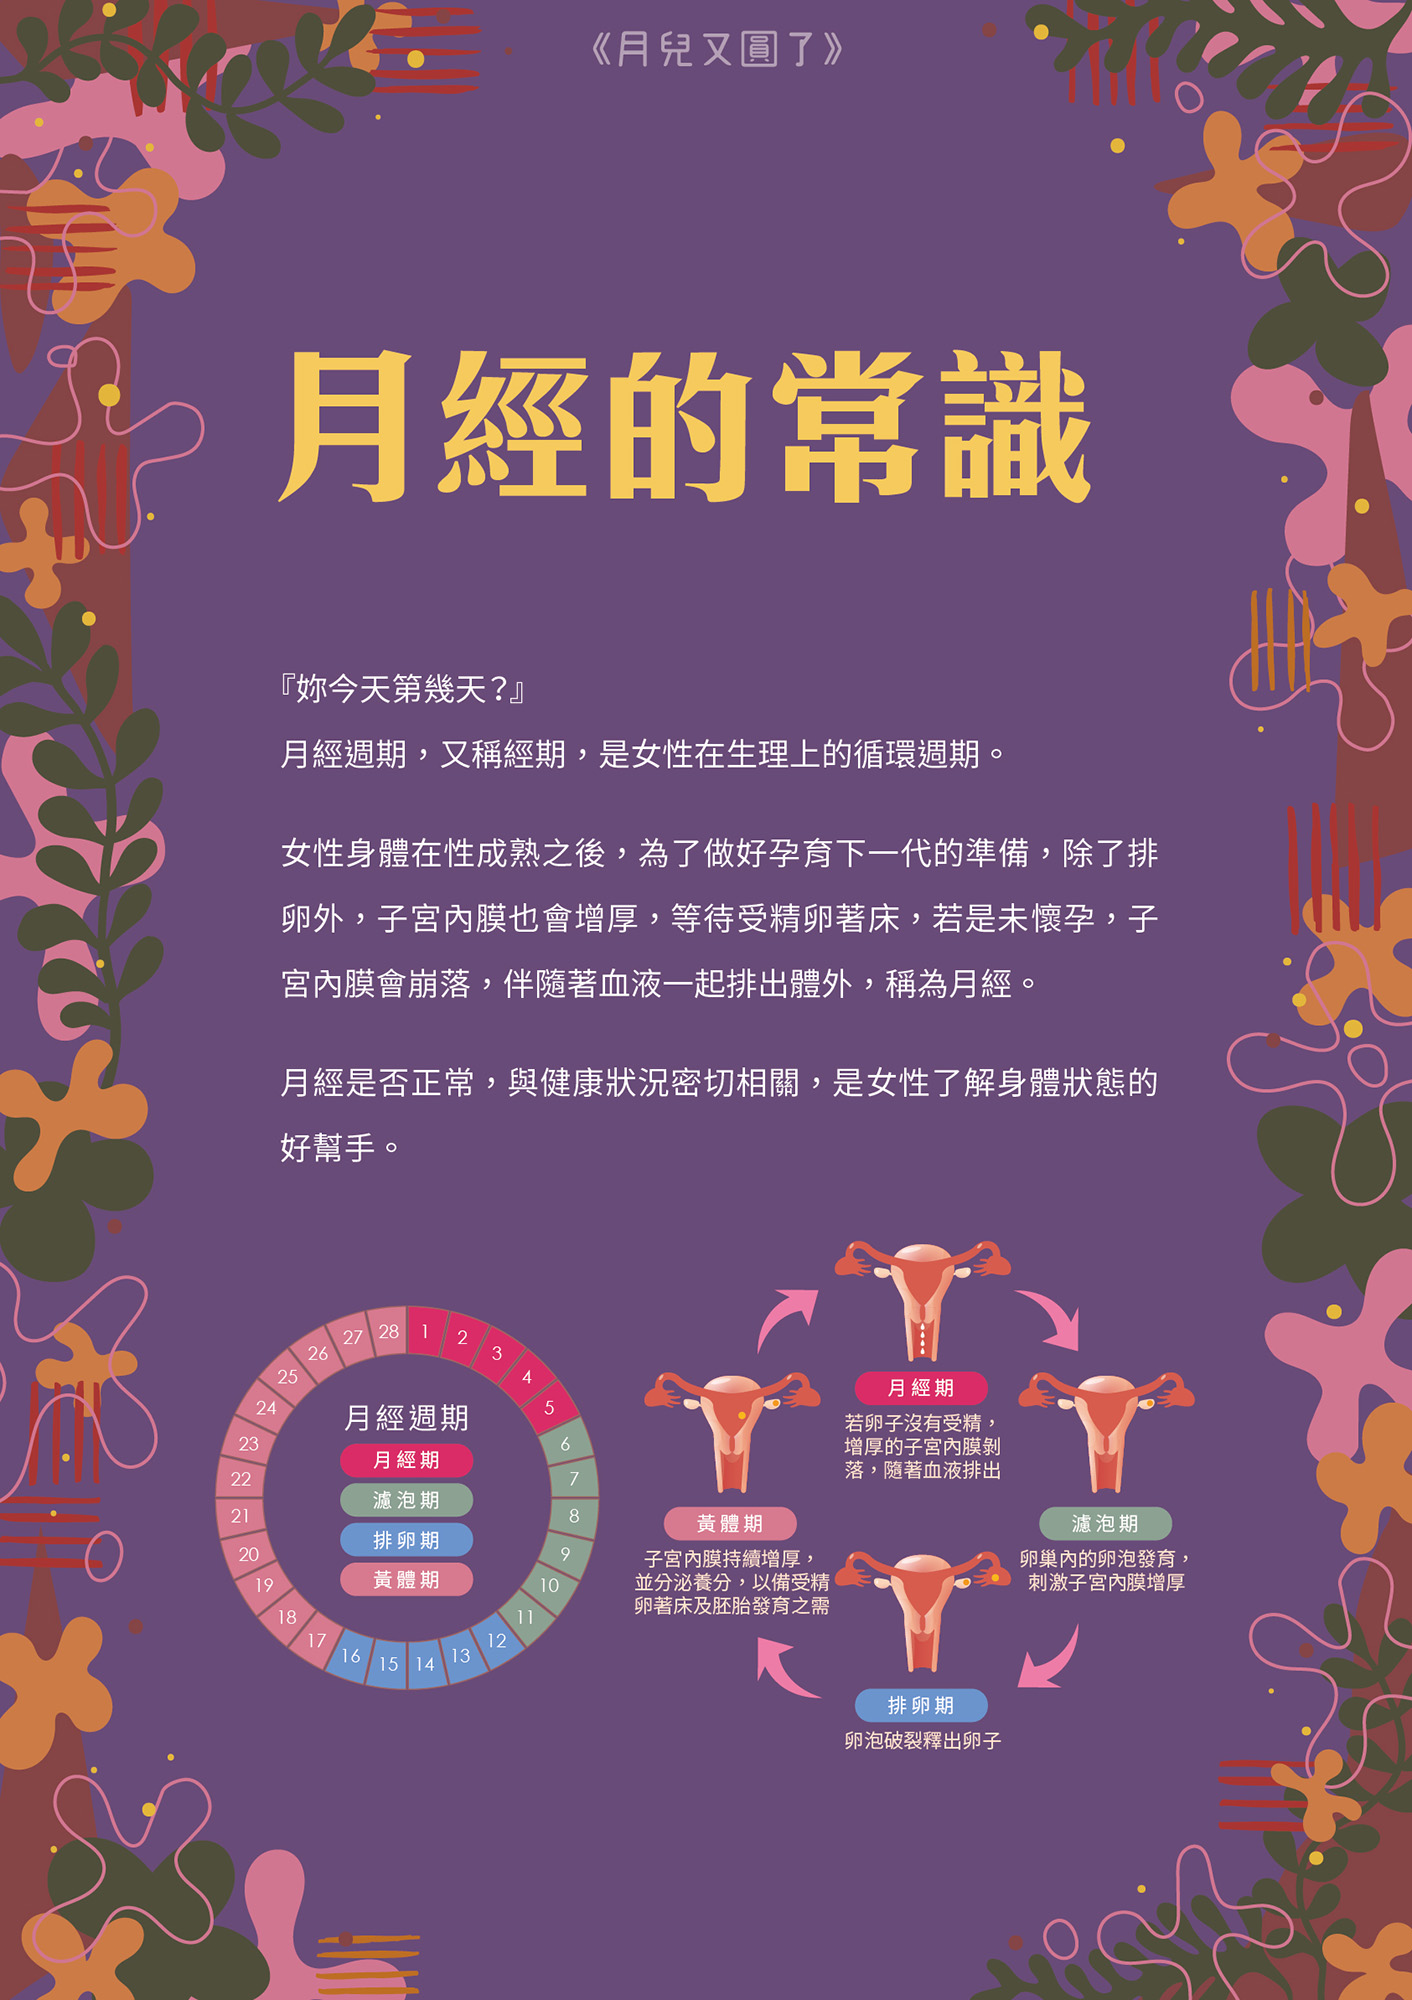 《月兒又圓了》
月經的常識
『妳今天第幾天？』
月經週期，又稱經期，是女性在生理上的循環週期。
女性身體在性成熟之後，為了做好孕育下一代的準備，除了排
卵外，子宮內膜也會增厚，等待受精卵著床，若是未懷孕，子
宮內膜會崩落，伴隨著血液一起排出體外，稱為月經。
月經是否正常，與健康狀況密切相關，是女性了解身體狀態的
好幫手。
1
2
3
4
5
6
7
8
9
10
11
12
13
14
15
16
17
18
19
20
21
22
23
24
25
26
27
28
月經週期
月經期
濾泡期
排卵期
黃體期
月經期
若卵子沒有受精，
增厚的子宮內膜剝
落，隨著血液排出
濾泡期
卵巢內的卵泡發育，
刺激子宮內膜增厚
排卵期
卵泡破裂釋出卵子
黃體期
子宮內膜持續增厚，
並分泌養分，以備受精
卵著床及胚胎發育之需